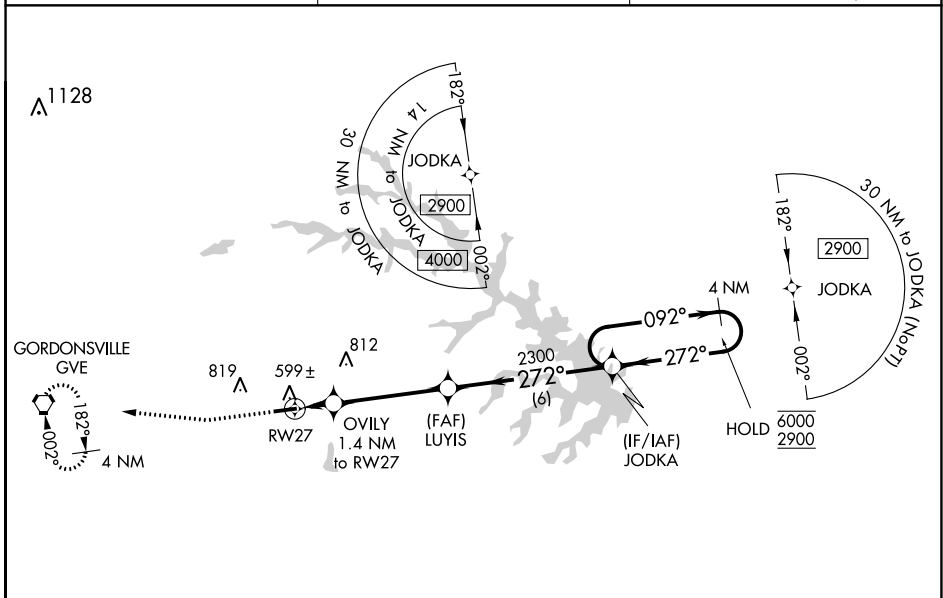 1128
182°
14 NM to JODKA
30 NM to JODKA
JODKA
2900
4000
002°
30 NM to JODKA (NoPT)
182°
2900
JODKA
002°
4 NM
092°
272°
HOLD 6000
2900
(IF/IAF)
JODKA
2300
272°
(6)
(FAF)
LUYIS
OVILY
1.4 NM
to RW27
812
599±
819
RW27
GORDONSVILLE
GVE
182°
002°
4 NM